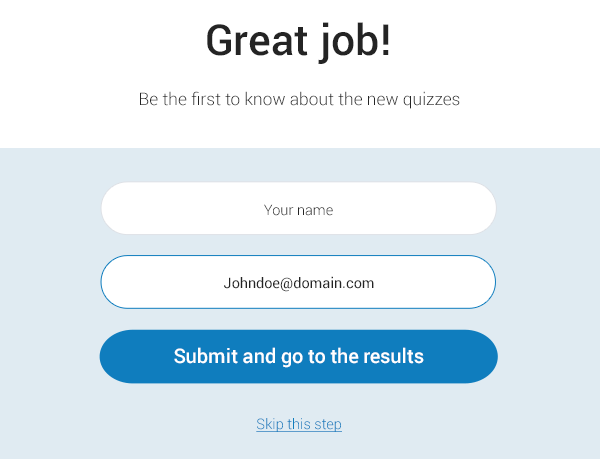 Great job!
Be the first to know about the new quizzes
Your name
Johndoe@domain.com
Submit and go to the results
Skip this step